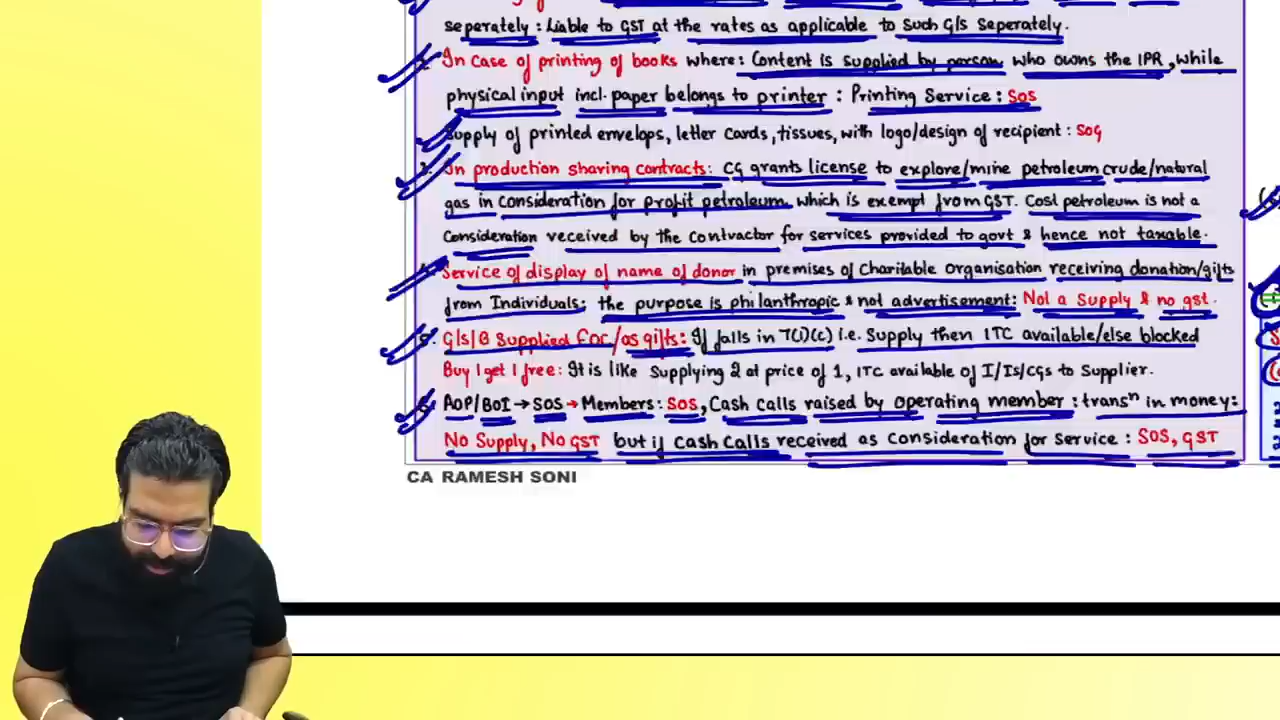 seperately : Liable to GST at the rates as applicable to Such G/s Seperately.
In case of printing of books where: Content is supplied by person who owns the IPR, while
physical input incl. paper belongs to printer : Printing Service : SOS
Supply of printed envelops, letter cards, tissues, with logo/design of recipient : SOG
3. In production sharing contracts: CG grants license to explore/mine petroleum crude/natural
gas in consideration for profit petroleum which is exempt from GST. Cost petroleum is not a
Consideration received by the contractor for services provided to govt & hence not taxable.
Service of display of name of donor in premises of Charitable Organisation receiving donation/gifts
from Individuals: the purpose is philanthropic & not advertisement: Not a Supply & no gst.
5. G/s/B Supplied foc/as gifts: If falls in 7(1)(c) i.e. Supply then ITC available/else blocked
Buy 1 get 1 free: It is like Supplying 2 at price of 1, ITC available of I/Is/CGs to Supplier.
AOP/BOI → SOS → Members: SOS, Cash Calls raised by operating member : transⁿ in money:
No Supply, No GST but if Cash Calls received as Consideration for Service : SOS, GST
CA RAMESH SONI